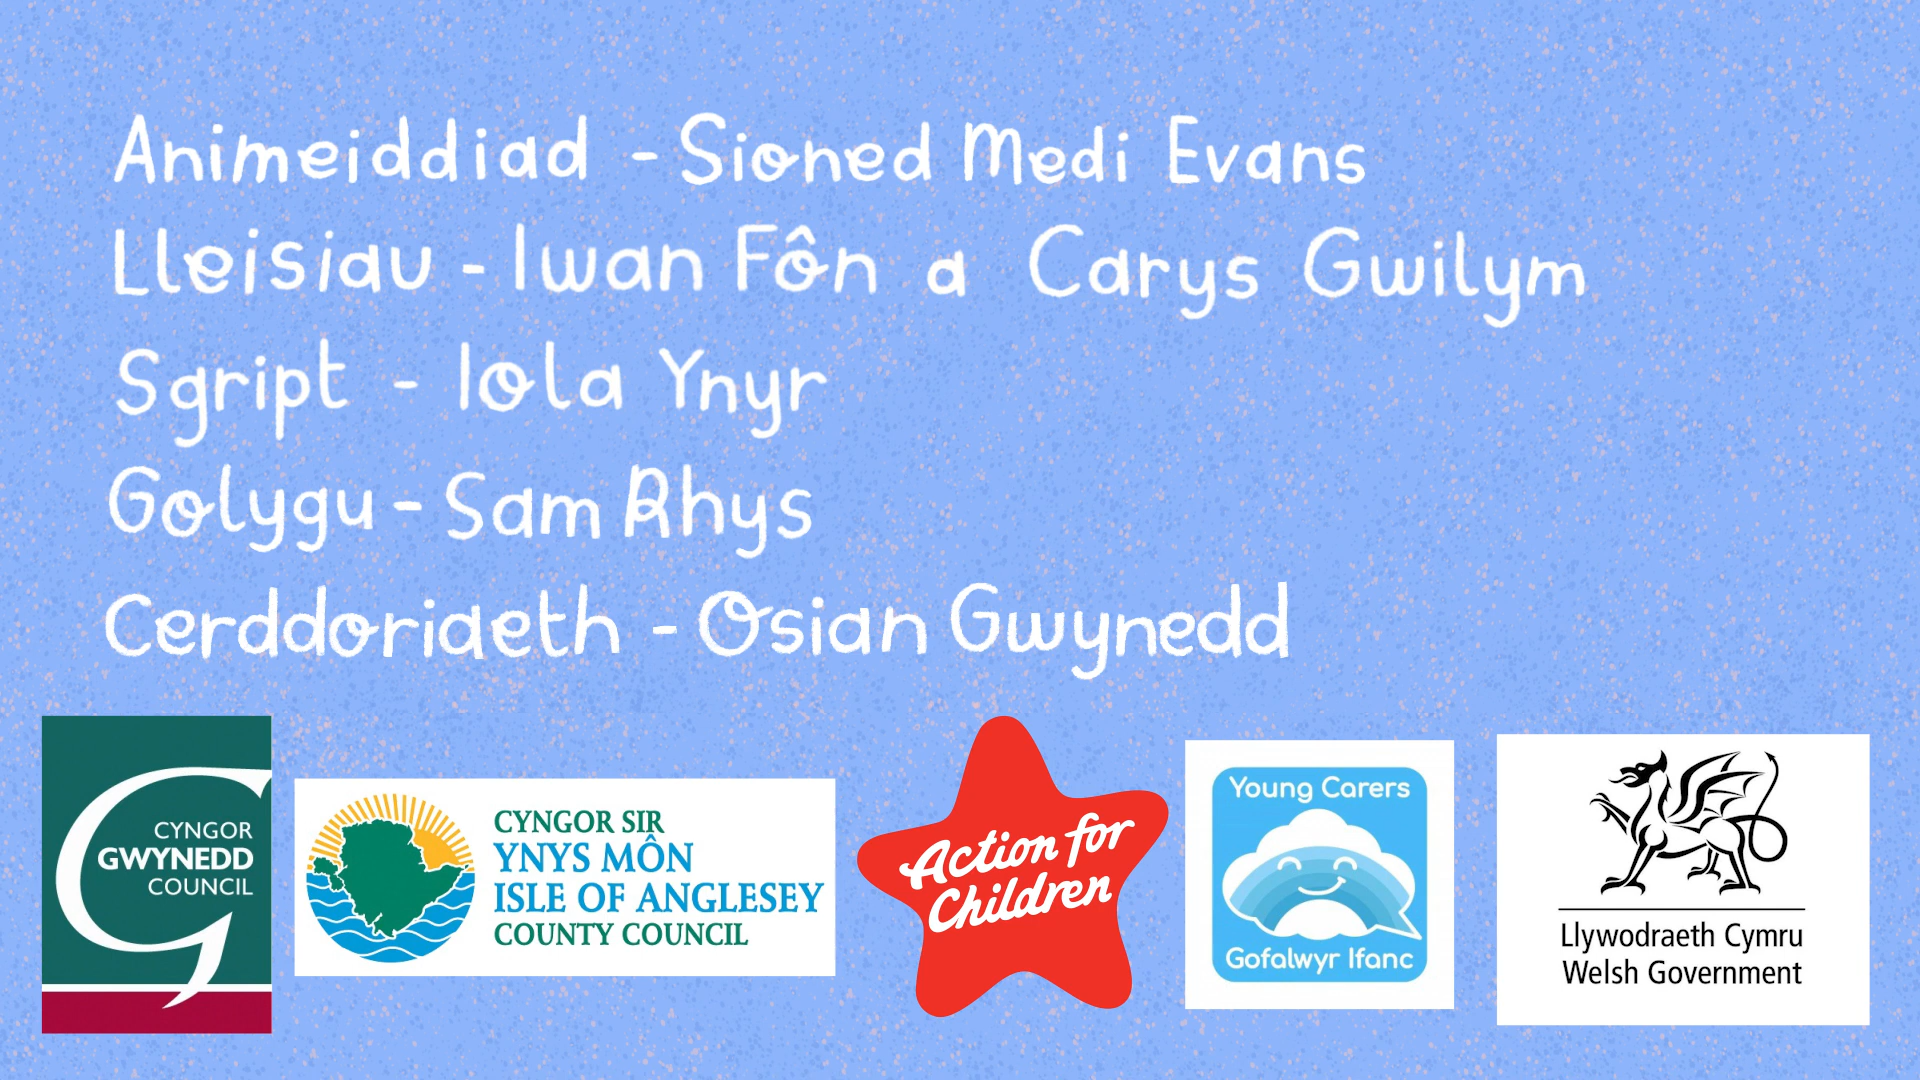 Animeiddiad - Sioned Medi Evans
Lleisiau - Iwan Fôn a Carys Gwilym
Sgript - Iola Ynyr
Golygu - Sam Rhys
Cerddoriaeth - Osian Gwynedd
CYNGOR
GWYNEDD
COUNCIL
CYNGOR SIR
YNYS MÔN
ISLE OF ANGLESEY
COUNTY COUNCIL
Action for
Children
Young Carers
Gofalwyr Ifanc
Llywodraeth Cymru
Welsh Government